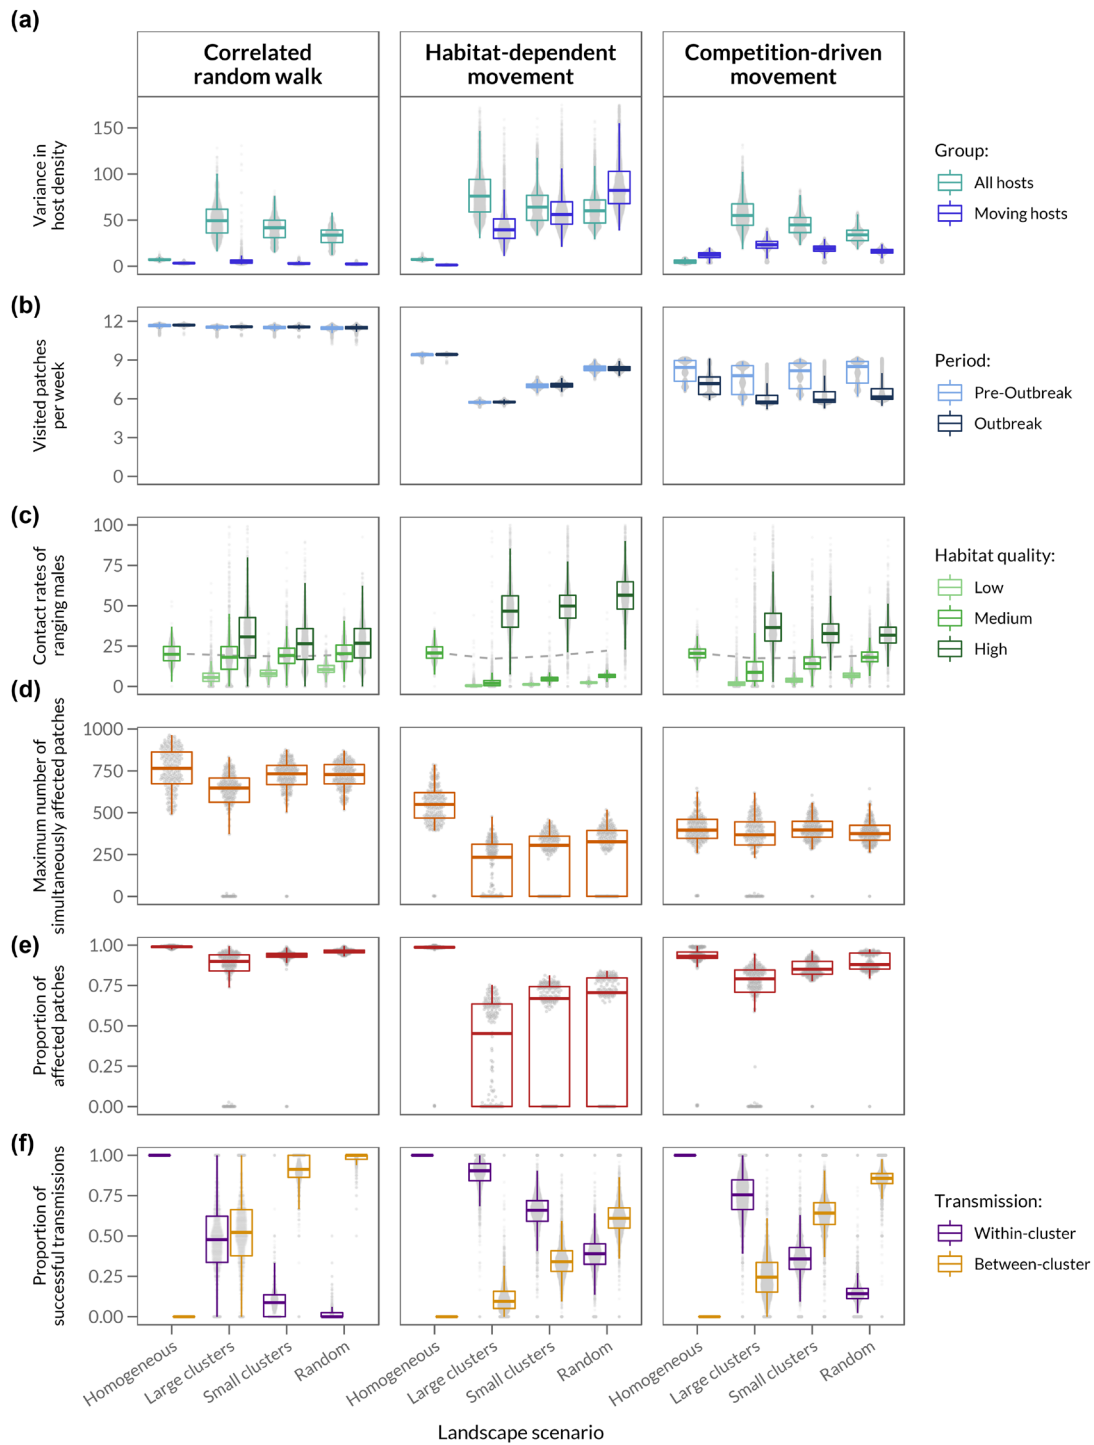 (a)
Correlated
random walk
Habitat-dependent
movement
Competition-driven
movement
Variance in
host density
150
100
50
0
Group:
All hosts
Moving hosts
(b)
Visited patches
per week
12
9
6
3
0
Period:
Pre-Outbreak
Outbreak
(c)
Contact rates of
ranging males
100
75
50
25
0
Habitat quality:
Low
Medium
High
(d)
Maximum number of
simultaneously affected patches
1000
750
500
250
0
(e)
Proportion of
affected patches
1.00
0.75
0.50
0.25
0.00
(f)
Proportion of
successful transmissions
1.00
0.75
0.50
0.25
0.00
Transmission:
Within-cluster
Between-cluster
Homogeneous
Large clusters
Small clusters
Random
Homogeneous
Large clusters
Small clusters
Random
Homogeneous
Large clusters
Small clusters
Random
Landscape scenario